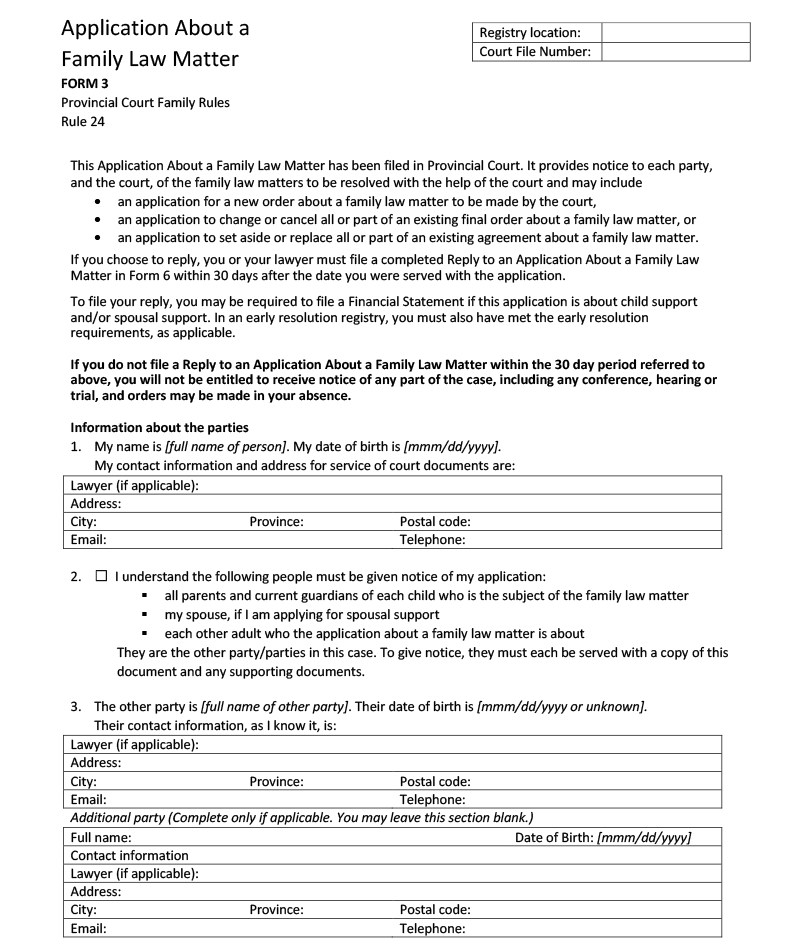 Application About a
Family Law Matter
FORM 3
Provincial Court Family Rules
Rule 24
Registry location:
Court File Number:
This Application About a Family Law Matter has been filed in Provincial Court. It provides notice to each party,
and the court, of the family law matters to be resolved with the help of the court and may include
• an application for a new order about a family law matter to be made by the court,
• an application to change or cancel all or part of an existing final order about a family law matter, or
• an application to set aside or replace all or part of an existing agreement about a family law matter.
If you choose to reply, you or your lawyer must file a completed Reply to an Application About a Family Law
Matter in Form 6 within 30 days after the date you were served with the application.
To file your reply, you may be required to file a Financial Statement if this application is about child support
and/or spousal support. In an early resolution registry, you must also have met the early resolution
requirements, as applicable.
If you do not file a Reply to an Application About a Family Law Matter within the 30 day period referred to
above, you will not be entitled to receive notice of any part of the case, including any conference, hearing or
trial, and orders may be made in your absence.
Information about the parties
1. My name is [full name of person]. My date of birth is [mmm/dd/yyyy].
My contact information and address for service of court documents are:
Lawyer (if applicable):
Address:
City: Province: Postal code:
Email: Telephone:
2. ☐ I understand the following people must be given notice of my application:
▪ all parents and current guardians of each child who is the subject of the family law matter
▪ my spouse, if I am applying for spousal support
▪ each other adult who the application about a family law matter is about
They are the other party/parties in this case. To give notice, they must each be served with a copy of this
document and any supporting documents.
3. The other party is [full name of other party]. Their date of birth is [mmm/dd/yyyy or unknown].
Their contact information, as I know it, is:
Lawyer (if applicable):
Address:
City: Province: Postal code:
Email: Telephone:
Additional party (Complete only if applicable. You may leave this section blank.)
Full name: Date of Birth: [mmm/dd/yyyy]
Contact information
Lawyer (if applicable):
Address:
City: Province: Postal code:
Email: Telephone: